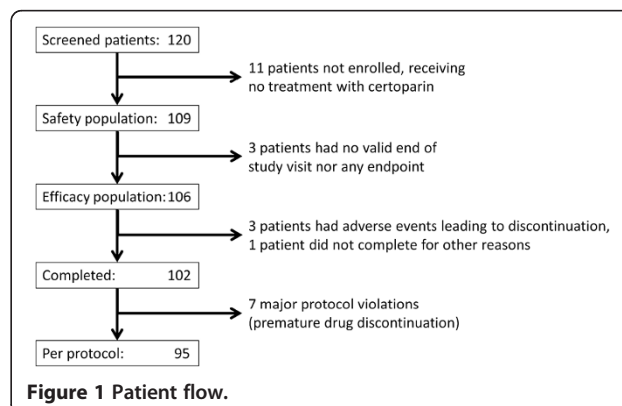 Screened patients: 120
11 patients not enrolled, receiving
no treatment with certoparin
Safety population: 109
3 patients had no valid end of
study visit nor any endpoint
Efficacy population: 106
3 patients had adverse events leading to discontinuation,
1 patient did not complete for other reasons
Completed: 102
7 major protocol violations
(premature drug discontinuation)
Per protocol: 95
Figure 1 Patient flow.